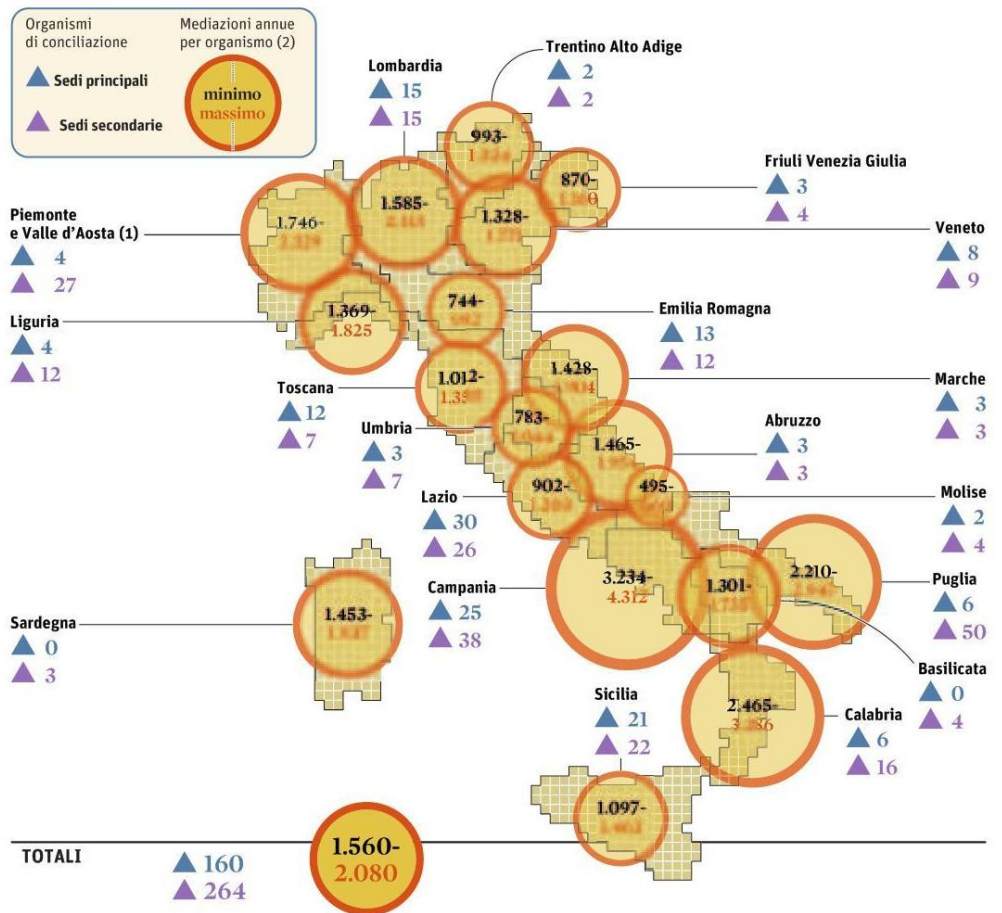 Organismi
di conciliazione
Sedi principali
Sedi secondarie
Mediazioni annue
per organismo (2)
minimo
massimo
Trentino Alto Adige
2
2
993-
Lombardia
15
15
1.585-
Friuli Venezia Giulia
3
4
870-
Piemonte
e Valle d'Aosta (1)
4
27
1.746-
Veneto
8
9
1.328-
Liguria
4
12
1.369-
1.825
Emilia Romagna
13
12
744-
Toscana
12
7
1.012-
Marche
3
3
1.428-
Umbria
3
7
783-
Abruzzo
3
3
1.465-
Lazio
30
26
902-
Molise
2
4
495-
Campania
25
38
3.234-
4.312
Puglia
6
50
2.210-
Basilicata
0
4
1.301-
Sardegna
0
3
1.453-
Calabria
6
16
2.465-
3.286
Sicilia
21
22
1.097-
TOTALI
160
264
1.560-
2.080